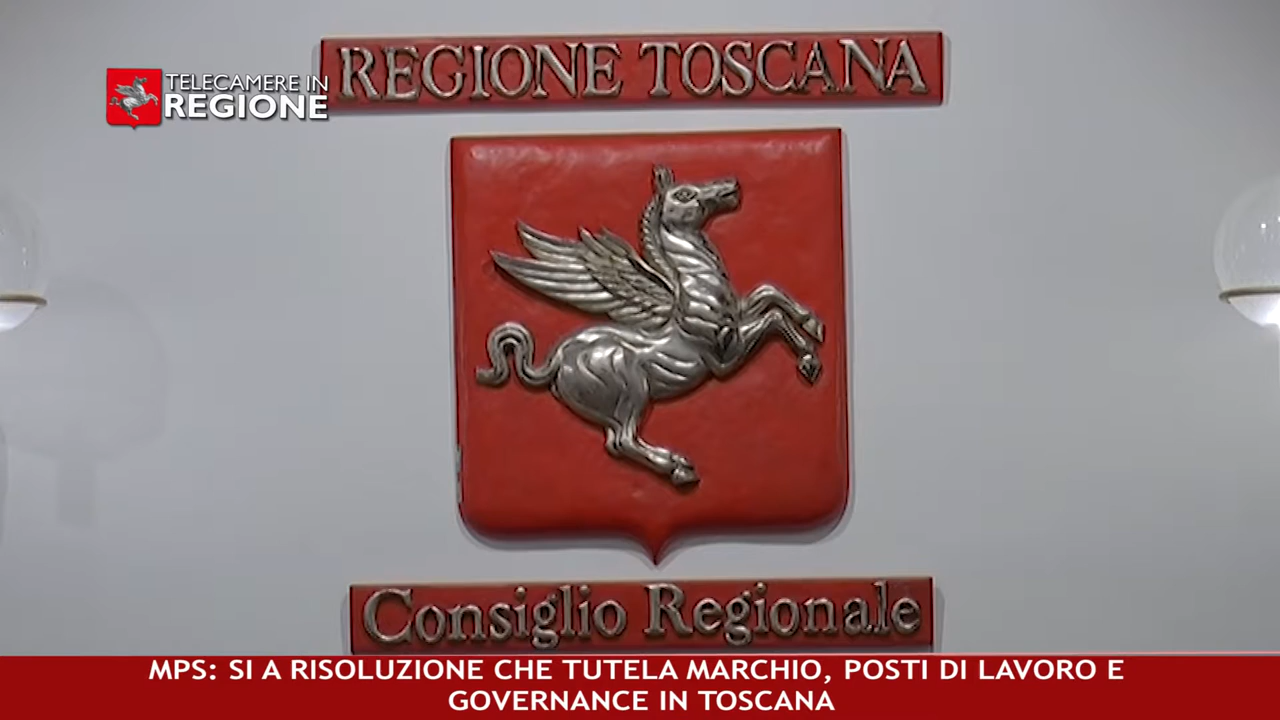 REGIONE TOSCANA
TELECAMERE IN
REGIONE
Consiglio Regionale
MPS: SI A RISOLUZIONE CHE TUTELA MARCHIO, POSTI DI LAVORO E
GOVERNANCE IN TOSCANA